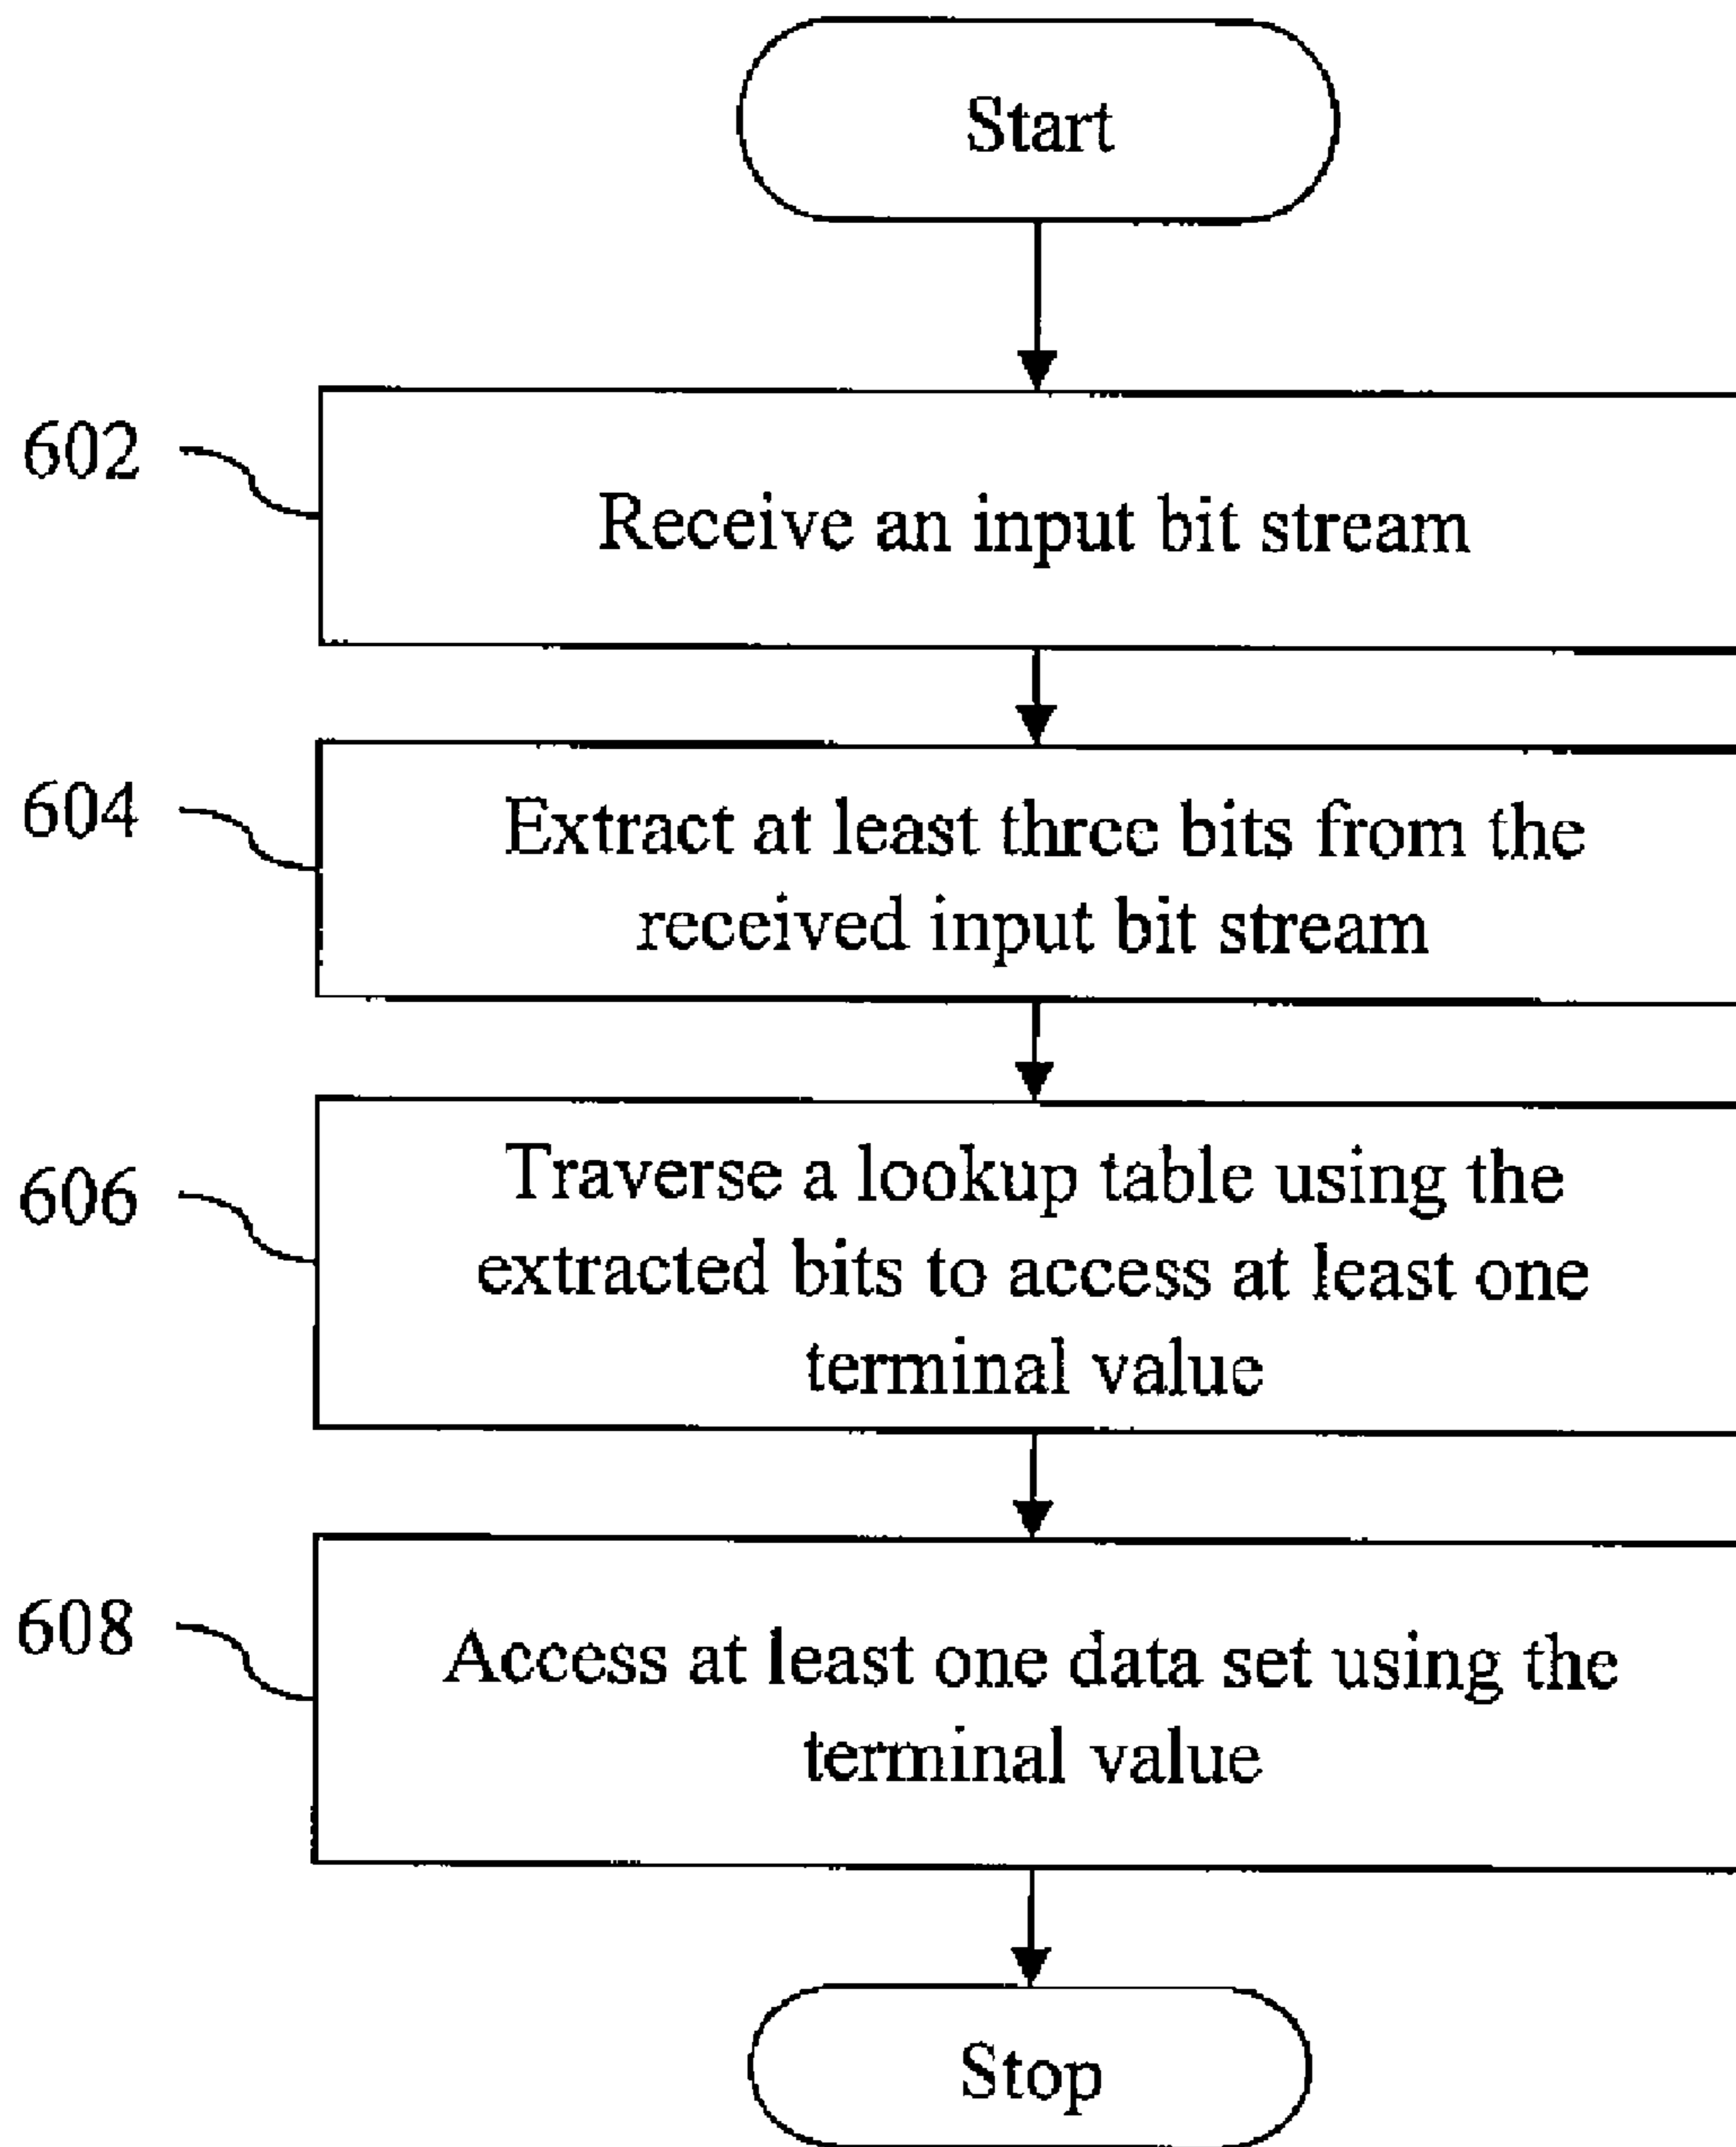 Start
602
Receive an input bit stream
604
Extract at least three bits from the
received input bit stream
606
Traverse a lookup table using the
extracted bits to access at least one
terminal value
608
Access at least one data set using the
terminal value
Stop